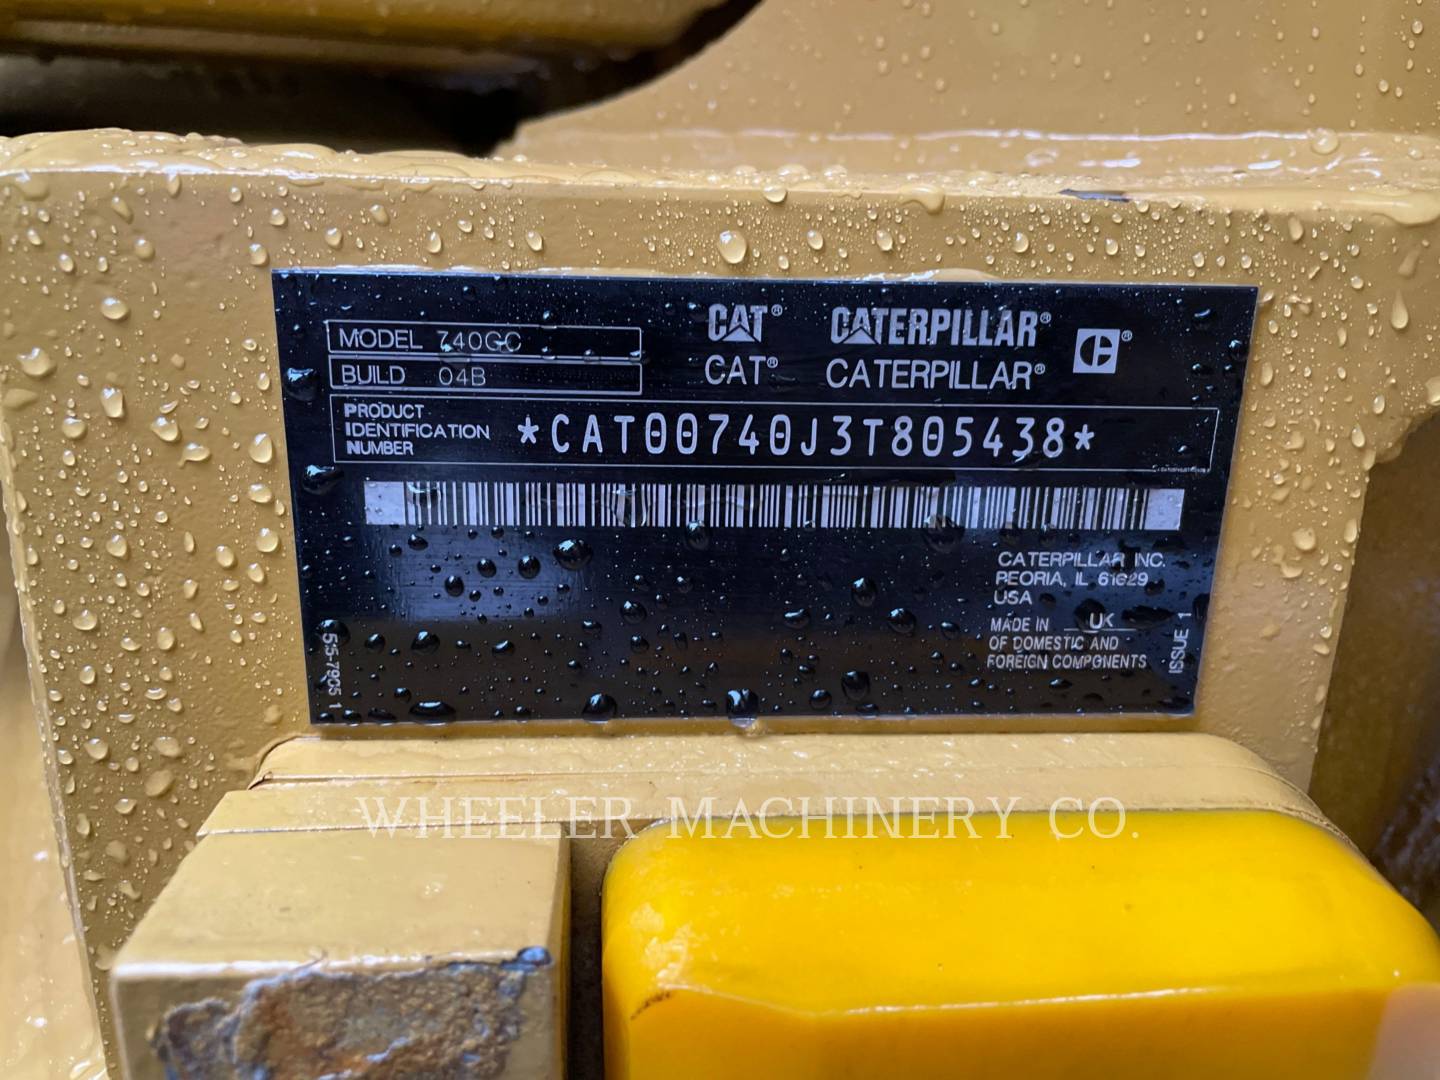 MODEL 740GC
BUILD 04B
CAT® CATERPILLAR® C®
CAT® CATERPILLAR®
PRODUCT
IDENTIFICATION
NUMBER
*CAT00740J3T805438*
CATERPILLAR INC.
PEORIA, IL 61629
USA
MADE IN UK
OF DOMESTIC AND
FOREIGN COMPONENTS
ISSUE 1
WHEELER MACHINERY CO.